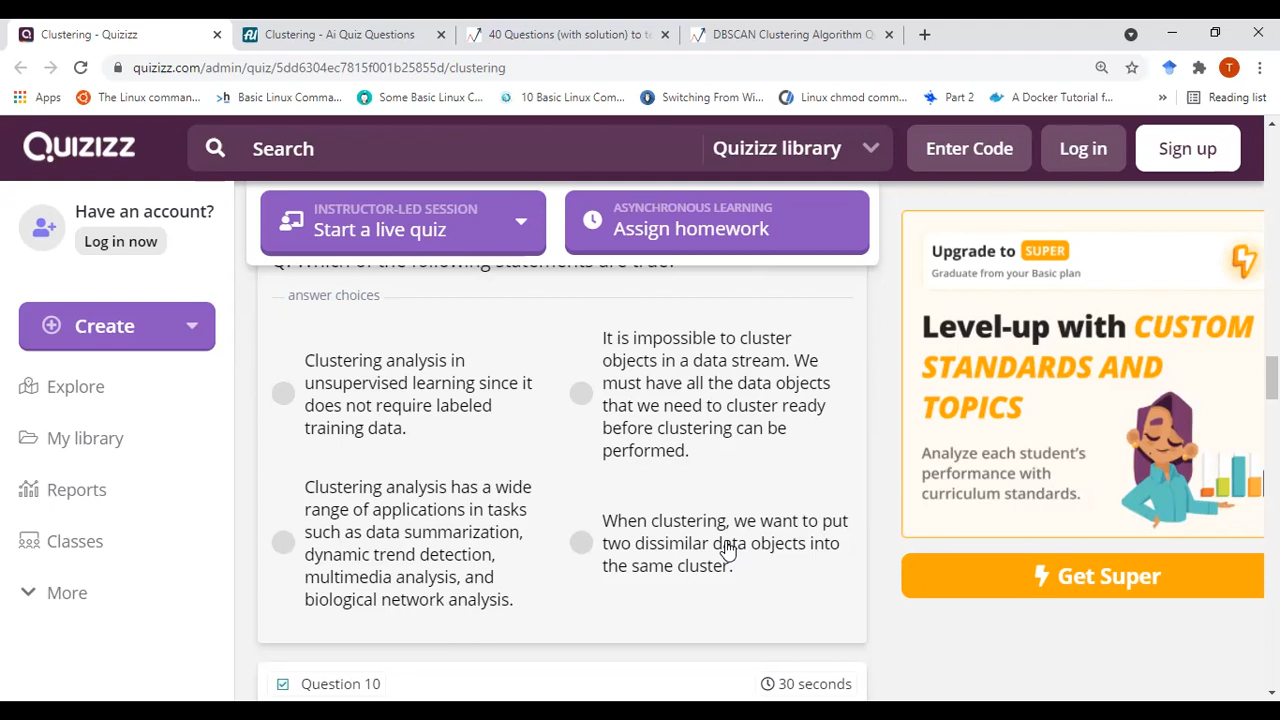 Clustering - Quizizz
Clustering - Ai Quiz Questions
40 Questions (with solution) to te
DBSCAN Clustering Algorithm Q
quizizz.com/admin/quiz/5dd6304ec7815f001b25855d/clustering
T
Apps
The Linux comman...
Basic Linux Comma...
Some Basic Linux C...
10 Basic Linux Com...
Switching From Wi...
Linux chmod comm...
Part 2
A Docker Tutorial f...
»
Reading list
QUIZIZZ
Search
Quizizz library
Enter Code
Log in
Sign up
Have an account?
Log in now
INSTRUCTOR-LED SESSION
Start a live quiz
ASYNCHRONOUS LEARNING
Assign homework
Q. Which of the following statements are true?
answer choices
Clustering analysis in
unsupervised learning since it
does not require labeled
training data.
It is impossible to cluster
objects in a data stream. We
must have all the data objects
that we need to cluster ready
before clustering can be
performed.
Clustering analysis has a wide
range of applications in tasks
such as data summarization,
dynamic trend detection,
multimedia analysis, and
biological network analysis.
When clustering, we want to put
two dissimilar data objects into
the same cluster.
Question 10
30 seconds
Create
Explore
My library
Reports
Classes
More
Upgrade to SUPER
Graduate from your Basic plan
Level-up with CUSTOM
STANDARDS AND
TOPICS
Analyze each student's
performance with
curriculum standards.
Get Super